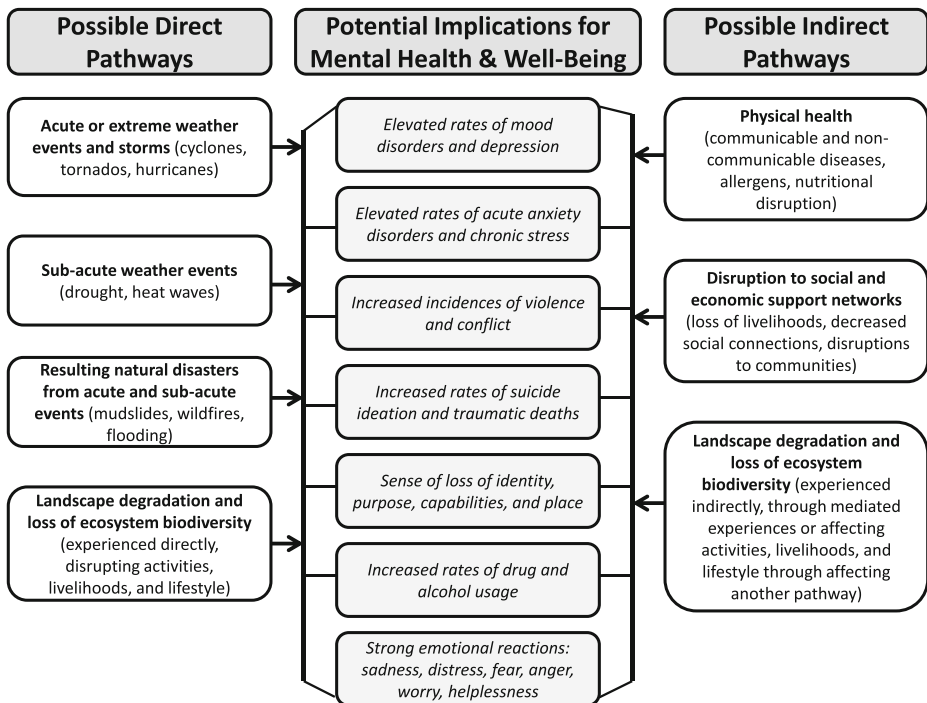 Possible Direct
Pathways
Acute or extreme weather
events and storms (cyclones,
tornados, hurricanes)
Sub-acute weather events
(drought, heat waves)
Resulting natural disasters
from acute and sub-acute
events (mudslides, wildfires,
flooding)
Landscape degradation and
loss of ecosystem biodiversity
(experienced directly,
disrupting activities,
livelihoods, and lifestyle)
Potential Implications for
Mental Health & Well-Being
Elevated rates of mood
disorders and depression
Elevated rates of acute anxiety
disorders and chronic stress
Increased incidences of violence
and conflict
Increased rates of suicide
ideation and traumatic deaths
Sense of loss of identity,
purpose, capabilities, and place
Increased rates of drug and
alcohol usage
Strong emotional reactions:
sadness, distress, fear, anger,
worry, helplessness
Possible Indirect
Pathways
Physical health
(communicable and non-
communicable diseases,
allergens, nutritional
disruption)
Disruption to social and
economic support networks
(loss of livelihoods, decreased
social connections, disruptions
to communities)
Landscape degradation and
loss of ecosystem
biodiversity (experienced
indirectly, through mediated
experiences or affecting
activities, livelihoods, and
lifestyle through affecting
another pathway)